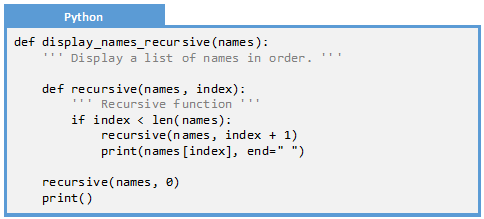 Python
def display_names_recursive(names):
    ''' Display a list of names in order. '''
    def recursive(names, index):
        ''' Recursive function '''
        if index < len(names):
            recursive(names, index + 1)
            print(names[index], end=" ")
    recursive(names, 0)
    print()